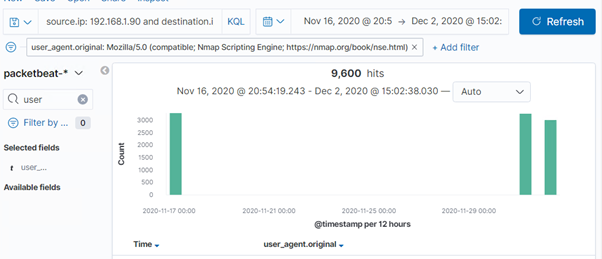 source.ip: 192.168.1.90 and destination.i KQL Nov 16, 2020 @ 20:5 → Dec 2, 2020 @ 15:02: Refresh
user_agent.original: Mozilla/5.0 (compatible; Nmap Scripting Engine; https://nmap.org/book/nse.html) × + Add filter
packetbeat-*
user
Filter by ... 0
Selected fields
t user_...
Available fields
9,600 hits
Nov 16, 2020 @ 20:54:19.243 - Dec 2, 2020 @ 15:02:38.030 — Auto
Count
3000
2500
2000
1500
1000
500
0
2020-11-17 00:00 2020-11-21 00:00 2020-11-25 00:00 2020-11-29 00:00
@timestamp per 12 hours
Time user_agent.original